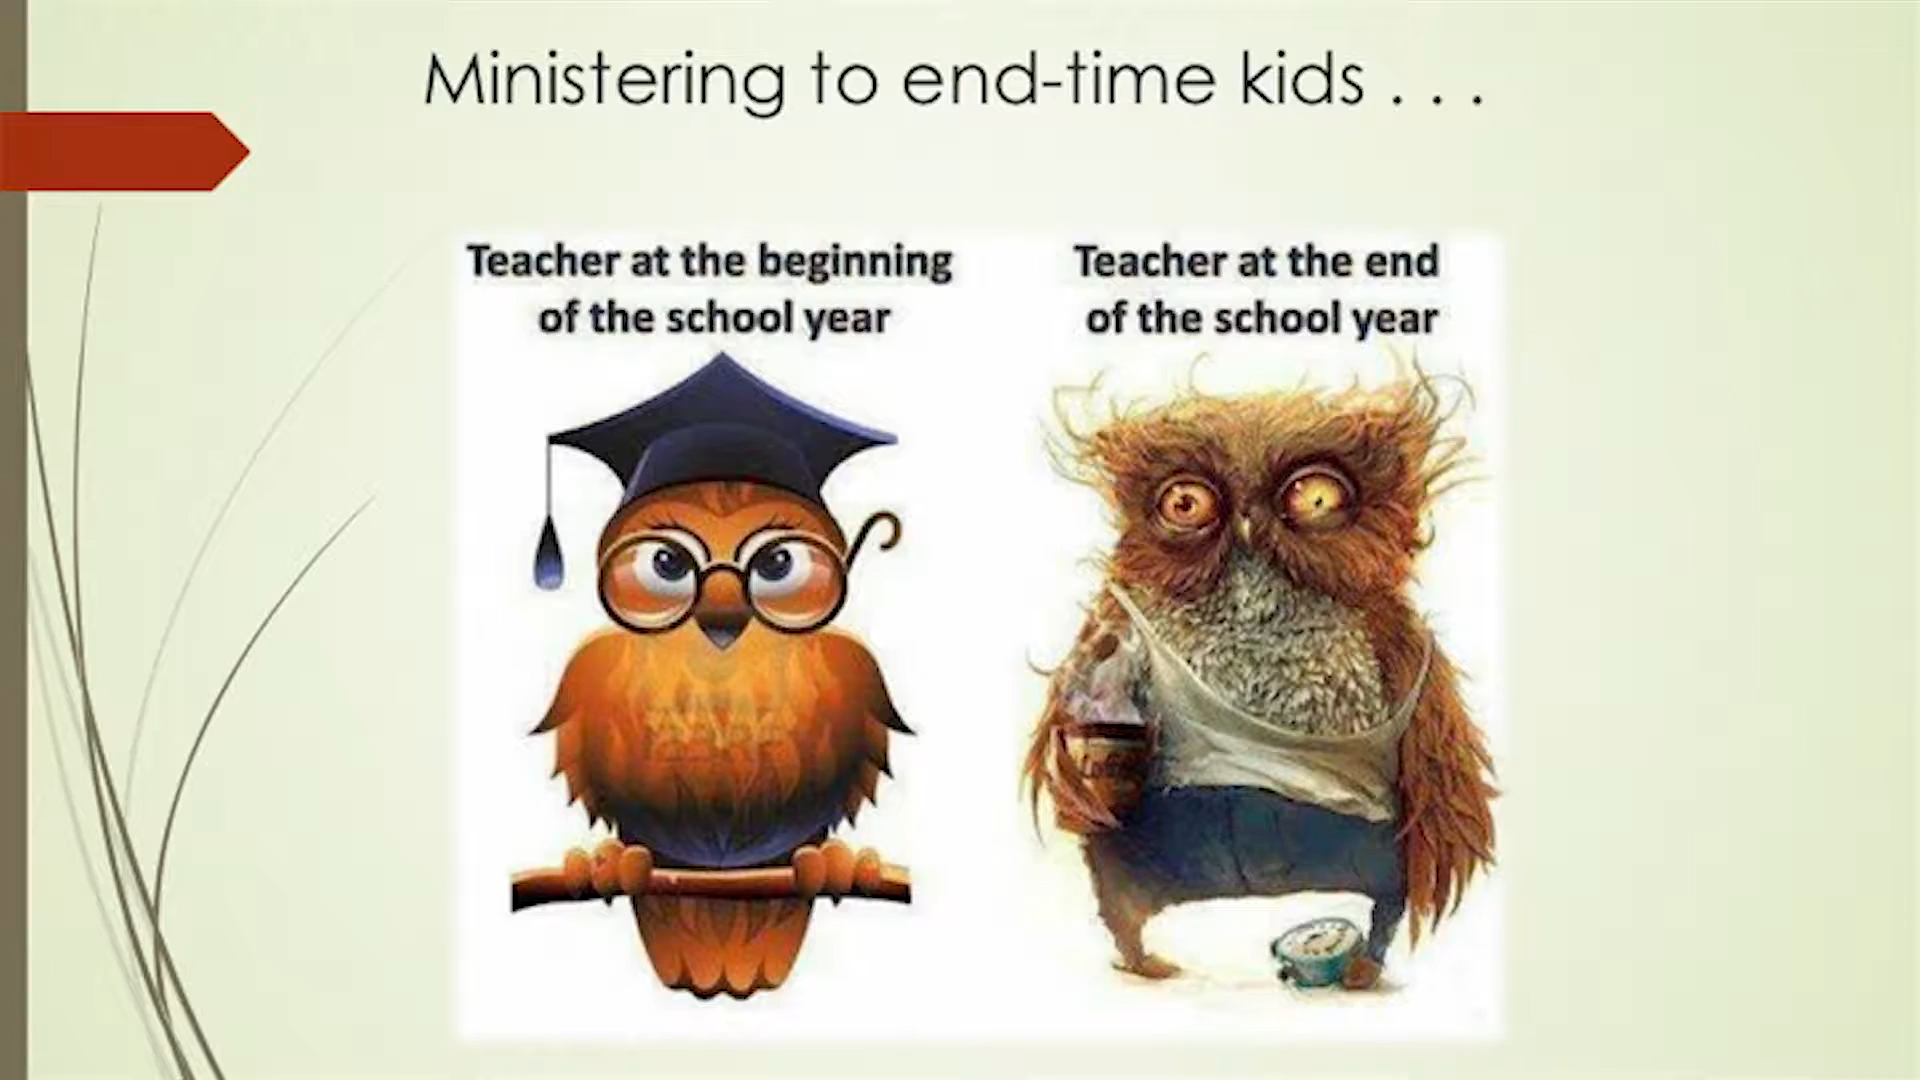 Ministering to end-time kids . . .
Teacher at the beginning
of the school year
Teacher at the end
of the school year